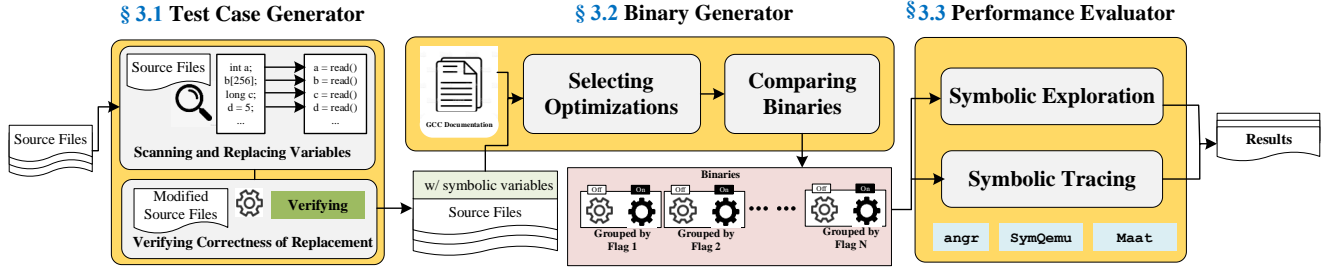 § 3.1 Test Case Generator
Source Files
Source Files
int a;
b[256];
long c;
d = 5;
...
a = read()
b = read()
c = read()
d = read()
...
Scanning and Replacing Variables
Modified
Source Files
Verifying
Verifying Correctness of Replacement
§ 3.2 Binary Generator
GCC Documentation
Selecting
Optimizations
Comparing
Binaries
w/ symbolic variables
Source Files
Binaries
Off
On
Grouped by
Flag 1
Off
On
Grouped by
Flag 2
... ...
Off
On
Grouped by
Flag N
§ 3.3 Performance Evaluator
Symbolic Exploration
Symbolic Tracing
angr
SymQemu
Maat
Results